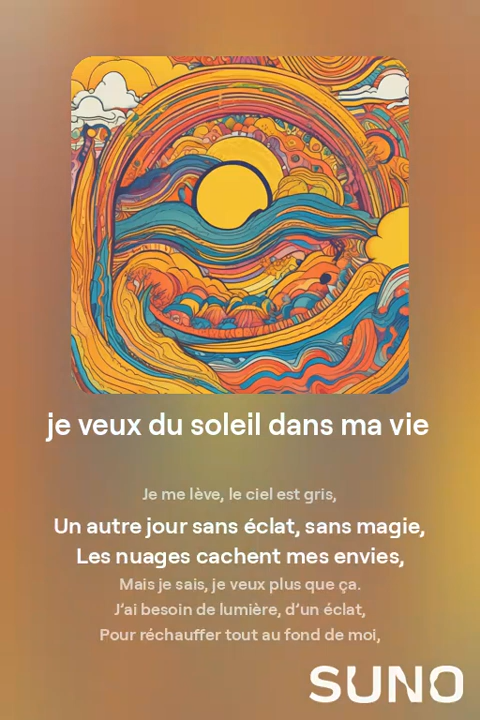 je veux du soleil dans ma vie
Je me lève, le ciel est gris,
Un autre jour sans éclat, sans magie,
Les nuages cachent mes envies,
Mais je sais, je veux plus que ça.
J'ai besoin de lumière, d'un éclat,
Pour réchauffer tout au fond de moi,
SUNO